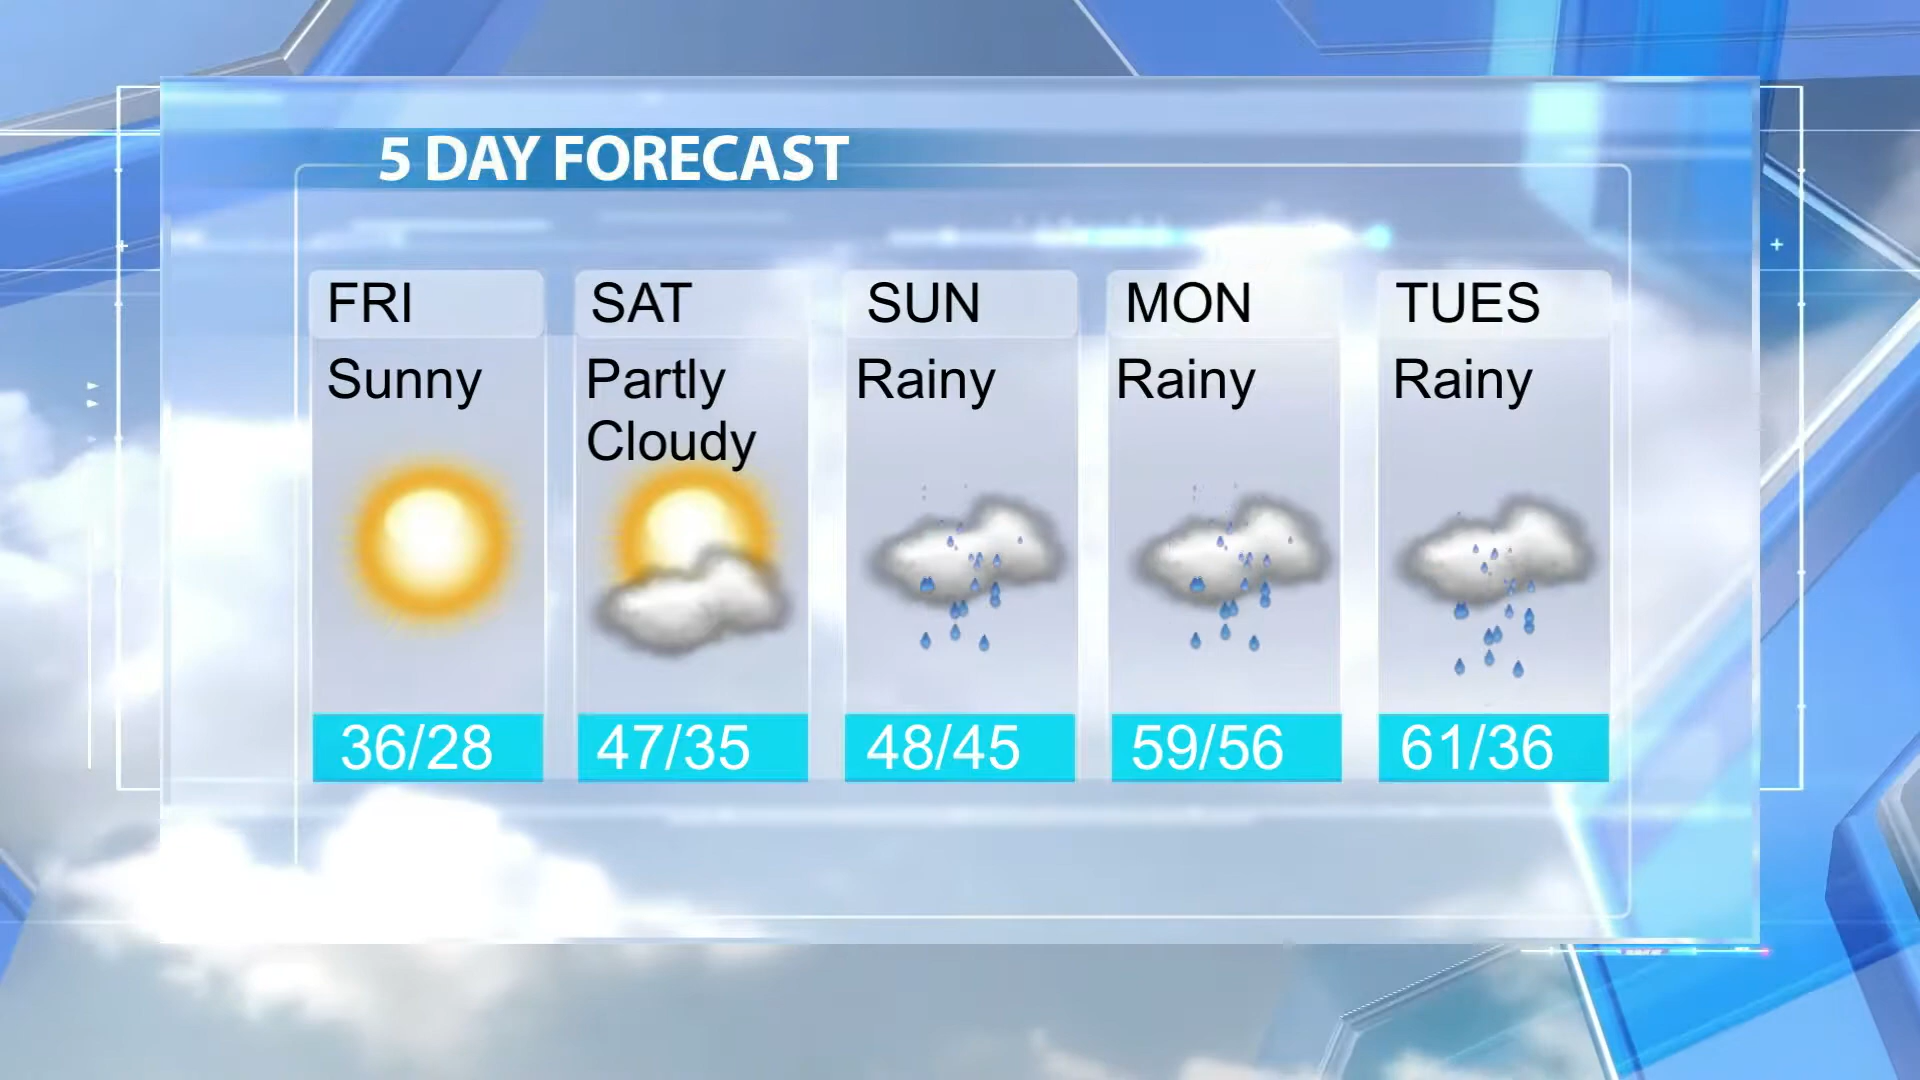 5 DAY FORECAST
FRI
Sunny
36/28
SAT
Partly
Cloudy
47/35
SUN
Rainy
48/45
MON
Rainy
59/56
TUES
Rainy
61/36